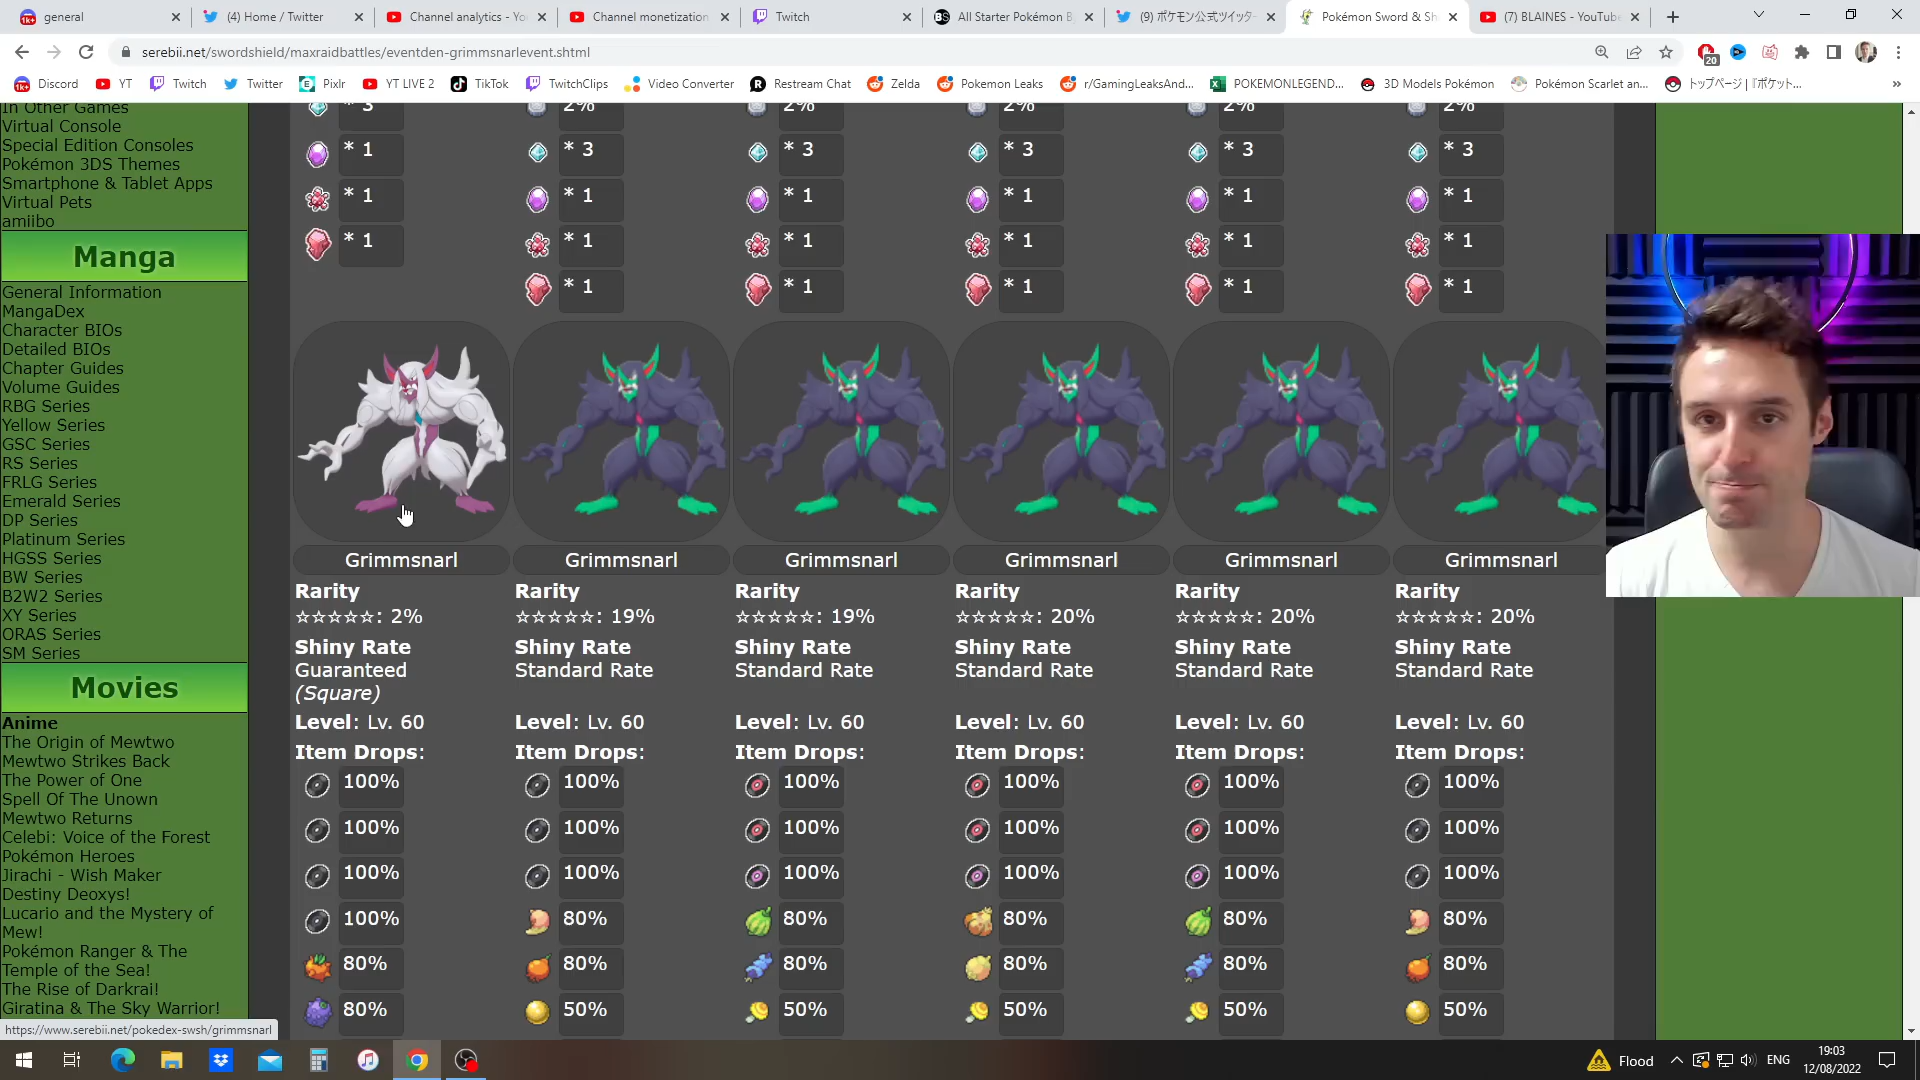 general
(4) Home / Twitter
Channel analytics - Yo
Channel monetization
Twitch
All Starter Pokémon B
(9) ポケモン公式ツイッタ
Pokémon Sword & Sh
(7) BLAINES - YouTube
serebii.net/swordshield/maxraidbattles/eventden-grimmsnarlevent.shtml
20
Discord YT Twitch Twitter Pixlr YT LIVE 2 TikTok TwitchClips Video Converter Restream Chat Zelda Pokemon Leaks r/GamingLeaksAnd... POKEMONLEGEND... 3D Models Pokémon Pokémon Scarlet an... トップページ|『ポケット... »
In Other Games
Virtual Console
Special Edition Consoles
Pokémon 3DS Themes
Smartphone & Tablet Apps
Virtual Pets
amiibo
Manga
General Information
MangaDex
Character BIOs
Detailed BIOs
Chapter Guides
Volume Guides
RBG Series
Yellow Series
GSC Series
RS Series
FRLG Series
Emerald Series
DP Series
Platinum Series
HGSS Series
BW Series
B2W2 Series
XY Series
ORAS Series
SM Series
Movies
Anime
The Origin of Mewtwo
Mewtwo Strikes Back
The Power of One
Spell Of The Unown
Mewtwo Returns
Celebi: Voice of the Forest
Pokémon Heroes
Jirachi - Wish Maker
Destiny Deoxys!
Lucario and the Mystery of
Mew!
Pokémon Ranger & The
Temple of the Sea!
The Rise of Darkrai!
Giratina & The Sky Warrior!
* 3 2% 2% 2% 2% 2%
* 1 * 3 * 3 * 3 * 3 * 3
* 1 * 1 * 1 * 1 * 1 * 1
* 1 * 1 * 1 * 1 * 1 * 1
* 1 * 1 * 1 * 1 * 1
Grimmsnarl Grimmsnarl Grimmsnarl Grimmsnarl Grimmsnarl Grimmsnarl
Rarity Rarity Rarity Rarity Rarity Rarity
☆☆☆☆☆: 2% ☆☆☆☆☆: 19% ☆☆☆☆☆: 19% ☆☆☆☆☆: 20% ☆☆☆☆☆: 20% ☆☆☆☆☆: 20%
Shiny Rate Shiny Rate Shiny Rate Shiny Rate Shiny Rate Shiny Rate
Guaranteed Standard Rate Standard Rate Standard Rate Standard Rate Standard Rate
(Square)
Level: Lv. 60 Level: Lv. 60 Level: Lv. 60 Level: Lv. 60 Level: Lv. 60 Level: Lv. 60
Item Drops: Item Drops: Item Drops: Item Drops: Item Drops: Item Drops:
100% 100% 100% 100% 100% 100%
100% 100% 100% 100% 100% 100%
100% 100% 100% 100% 100% 100%
100% 80% 80% 80% 80% 80%
80% 80% 80% 80% 80% 80%
80% 50% 50% 50% 50% 50%
https://www.serebii.net/pokedex-swsh/grimmsnarl
Flood
ENG
19:03
12/08/2022